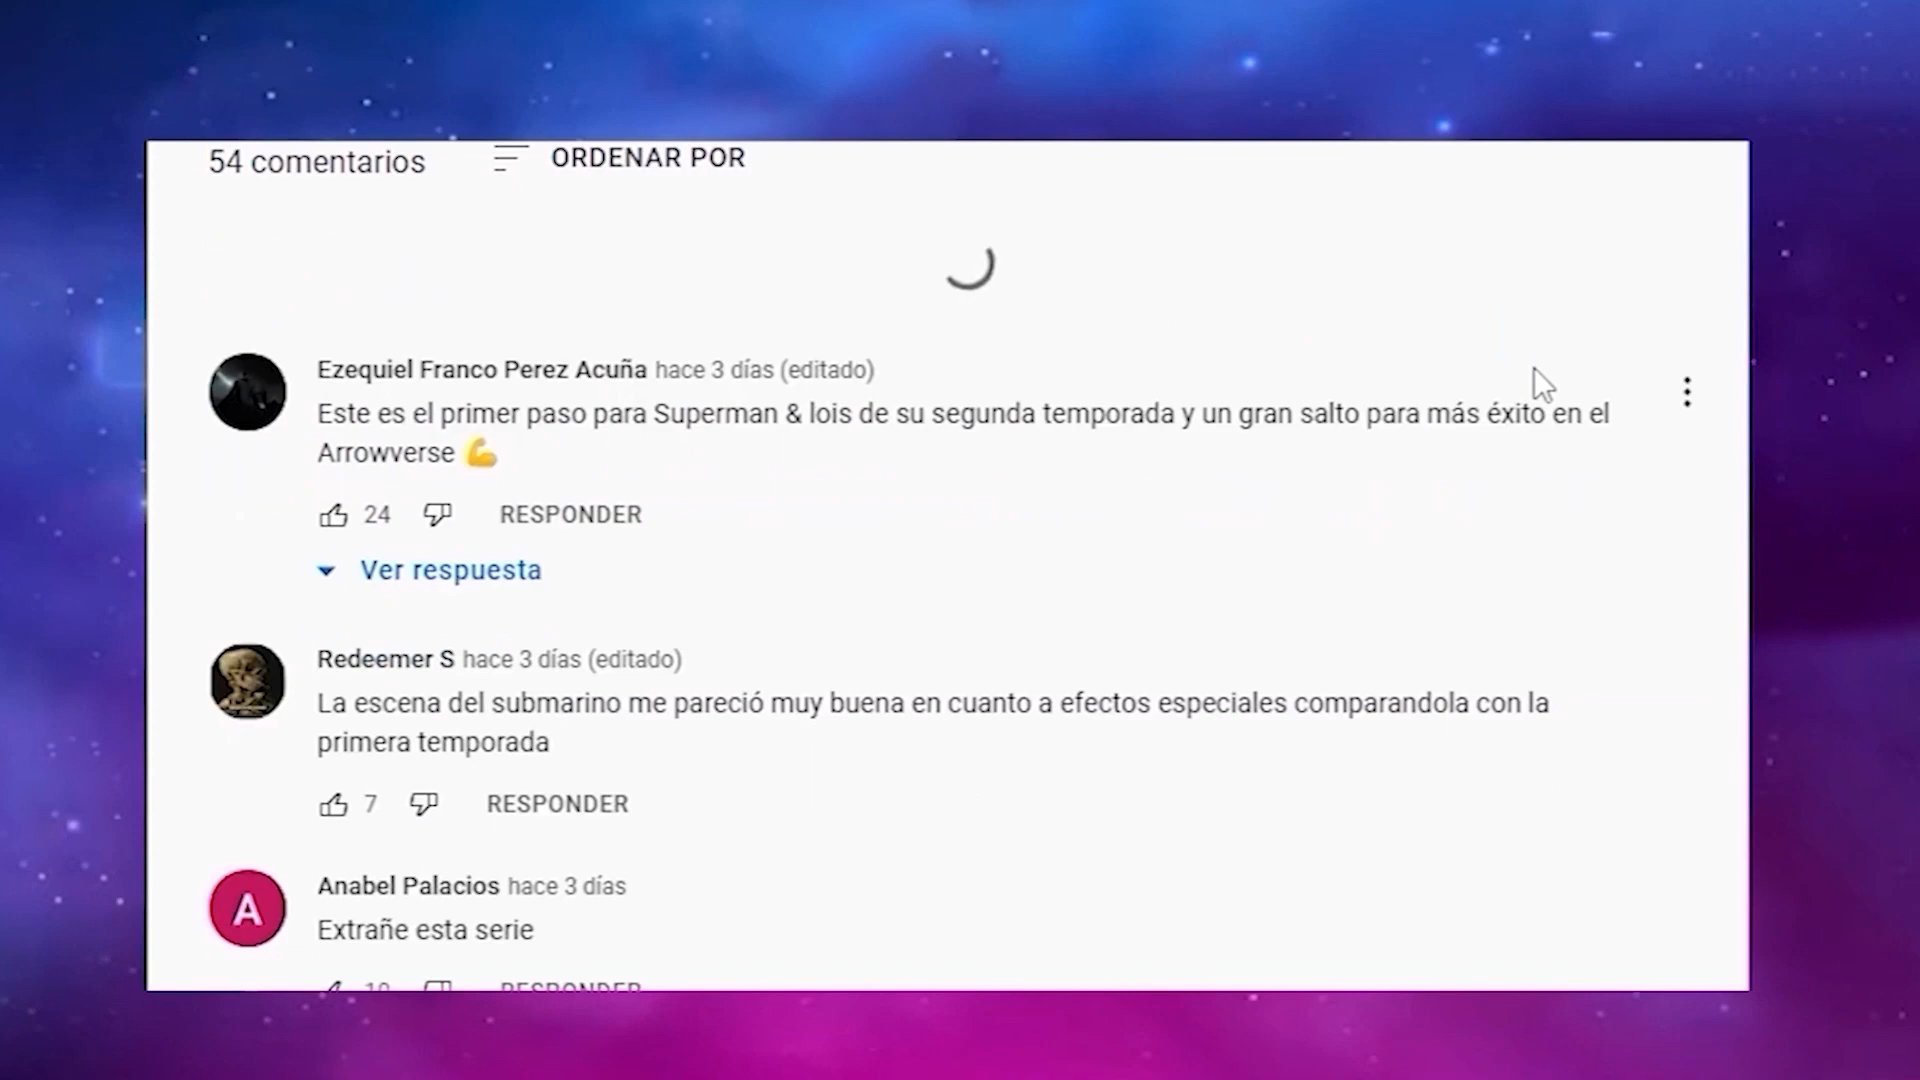 54 comentarios
ORDENAR POR
Ezequiel Franco Perez Acuña hace 3 días (editado)
Este es el primer paso para Superman & lois de su segunda temporada y un gran salto para más éxito en el
Arrowverse 💪
24 RESPONDER
Ver respuesta
Redeemer S hace 3 días (editado)
La escena del submarino me pareció muy buena en cuanto a efectos especiales comparandola con la
primera temporada
7 RESPONDER
A
Anabel Palacios hace 3 días
Extrañe esta serie
RESPONDER